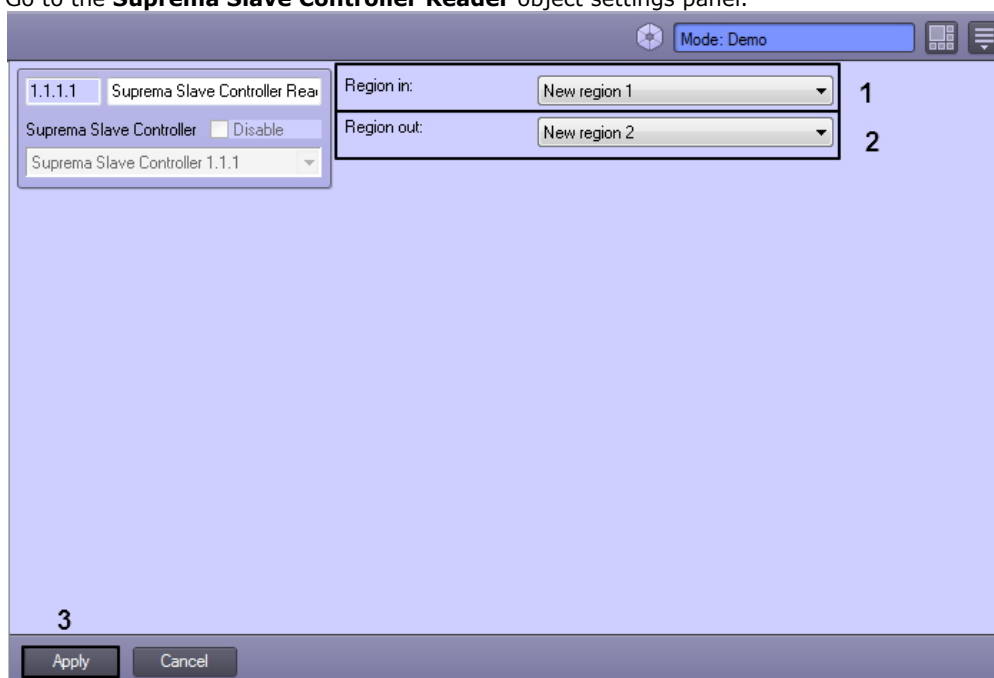 Go to the Suprema Slave Controller Reader object settings panel.
Mode: Demo
1.1.1.1 Suprema Slave Controller Rea
Suprema Slave Controller Disable
Suprema Slave Controller 1.1.1
Region in: New region 1 1
Region out: New region 2 2
3
Apply Cancel